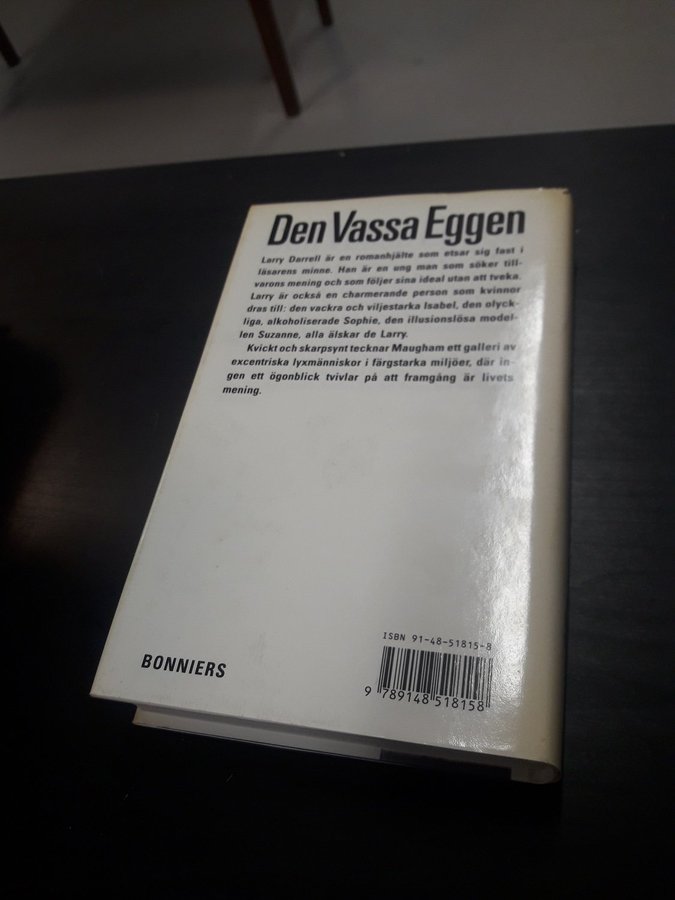 Den Vassa Eggen
Larry Darrell är en romanhjälte som etsar sig fast i
läsarens minne. Han är en ung man som söker till-
varons mening och som följer sina ideal utan att tveka.
Larry är också en charmerande person som kvinnor
dras till: den vackra och viljestarka Isabel, den olyck-
liga, alkoholiserade Sophie, den illusionslösa model-
len Suzanne, alla älskar de Larry.
Kvickt och skarpsynt tecknar Maugham ett galleri av
excentriska lyxmänniskor i färgstarka miljöer, där in-
gen ett ögonblick tvivlar på att framgång är livets
mening.
ISBN 91-48-51815-8
BONNIERS
9 789148 518158